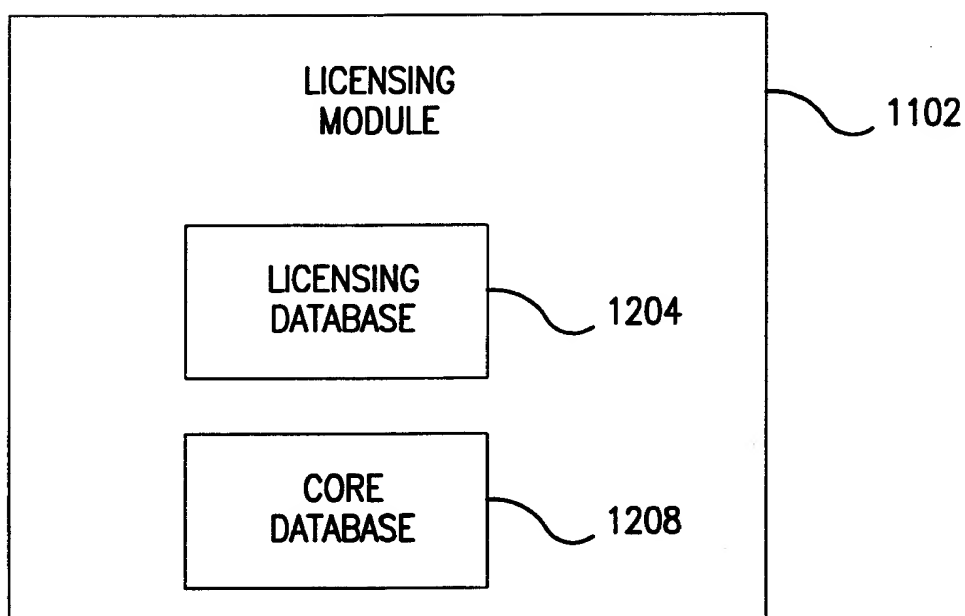 LICENSING
MODULE
1102
LICENSING
DATABASE
1204
CORE
DATABASE
1208